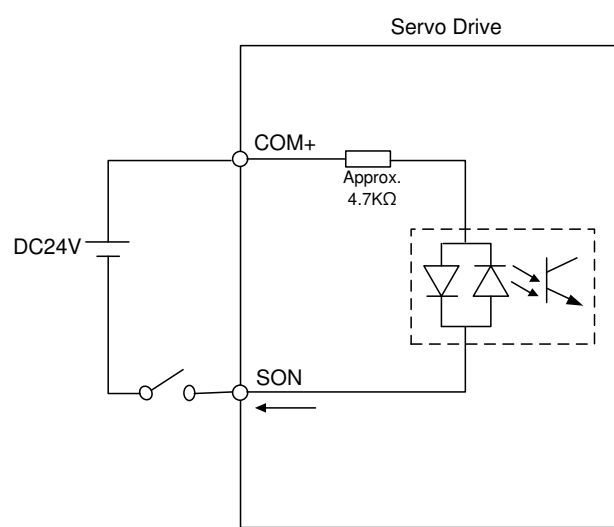 Servo Drive
COM+
Approx.
4.7KΩ
DC24V
SON